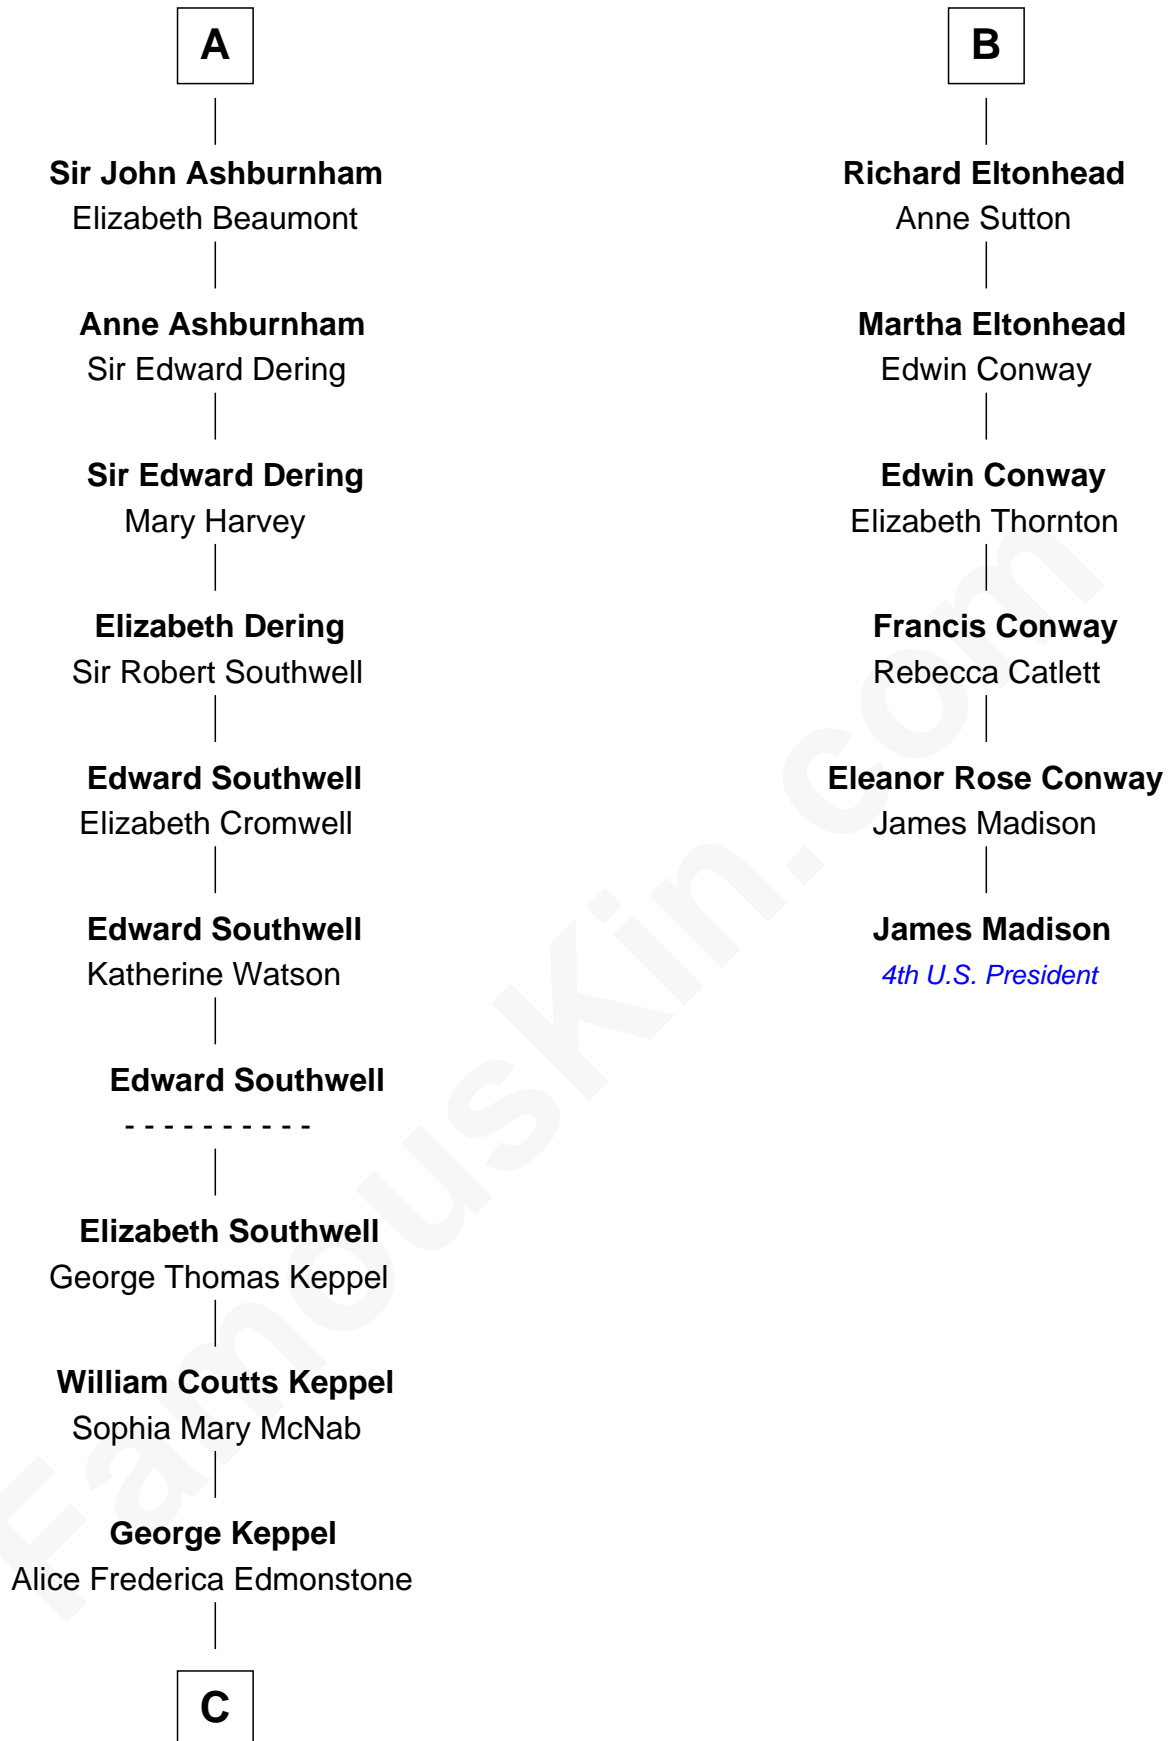 A
Sir John Ashburnham
Elizabeth Beaumont
Anne Ashburnham
Sir Edward Dering
Sir Edward Dering
Mary Harvey
Elizabeth Dering
Sir Robert Southwell
Edward Southwell
Elizabeth Cromwell
Edward Southwell
Katherine Watson
Edward Southwell
- - - - - - - - - -
Elizabeth Southwell
George Thomas Keppel
William Coutts Keppel
Sophia Mary McNab
George Keppel
Alice Frederica Edmonstone
C
B
Richard Eltonhead
Anne Sutton
Martha Eltonhead
Edwin Conway
Edwin Conway
Elizabeth Thornton
Francis Conway
Rebecca Catlett
Eleanor Rose Conway
James Madison
James Madison
4th U.S. President
FamousKin.com